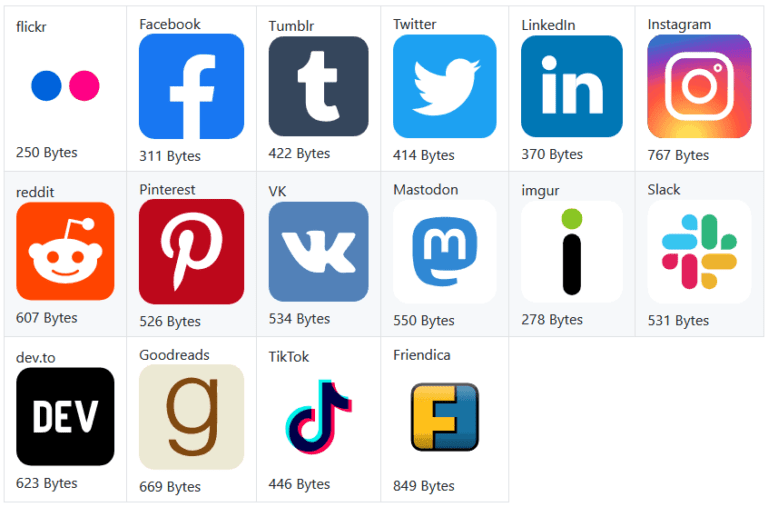 flickr
Facebook
Tumblr
Twitter
LinkedIn
Instagram
f
t
in
250 Bytes
311 Bytes
422 Bytes
414 Bytes
370 Bytes
767 Bytes
reddit
Pinterest
VK
Mastodon
imgur
Slack
P
VK
m
i
607 Bytes
526 Bytes
534 Bytes
550 Bytes
278 Bytes
531 Bytes
dev.to
Goodreads
TikTok
Friendica
DEV
g
F
623 Bytes
669 Bytes
446 Bytes
849 Bytes